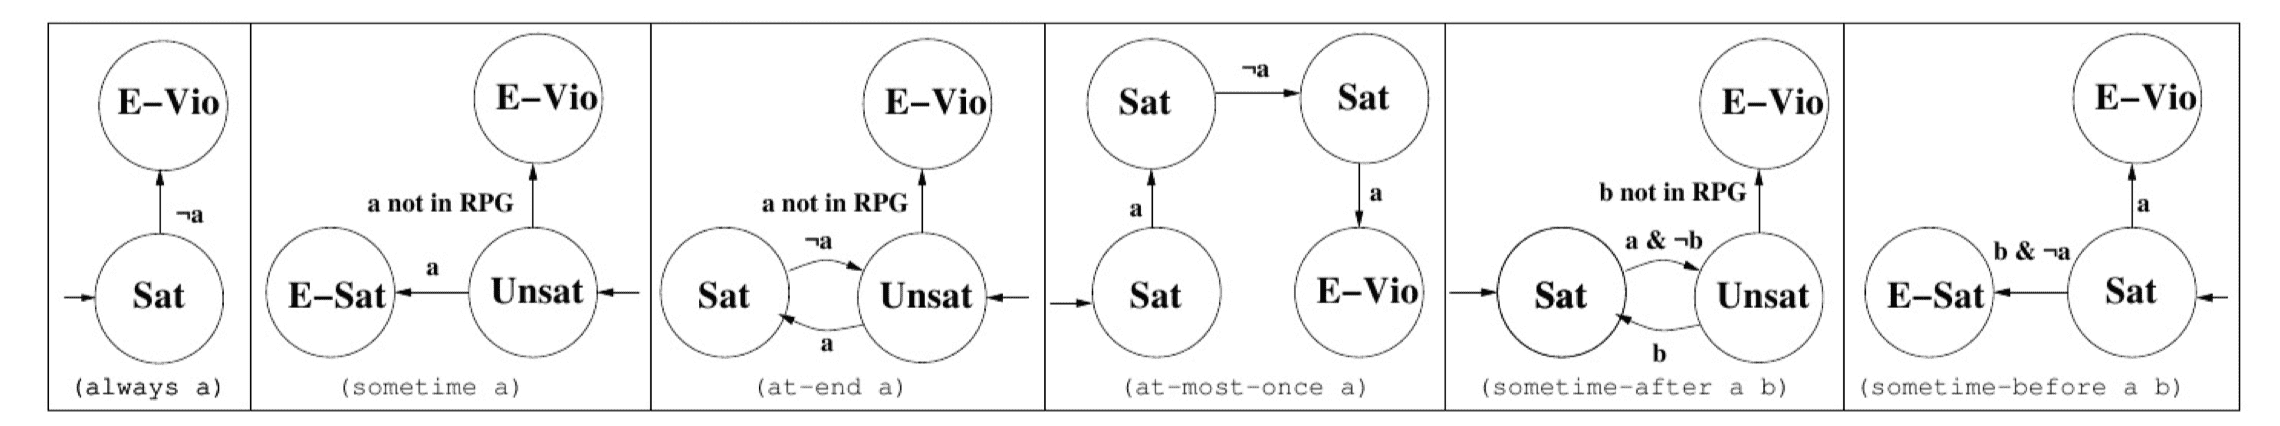 E–Vio
¬a
Sat
(always a)
E–Vio
a not in RPG
a
E–Sat
Unsat
(sometime a)
E–Vio
a not in RPG
¬a
Sat
Unsat
a
(at-end a)
Sat
¬a
Sat
a
a
Sat
E–Vio
(at-most-once a)
E–Vio
b not in RPG
a & ¬b
Sat
Unsat
b
(sometime-after a b)
E–Vio
a
b & ¬a
E–Sat
Sat
(sometime-before a b)